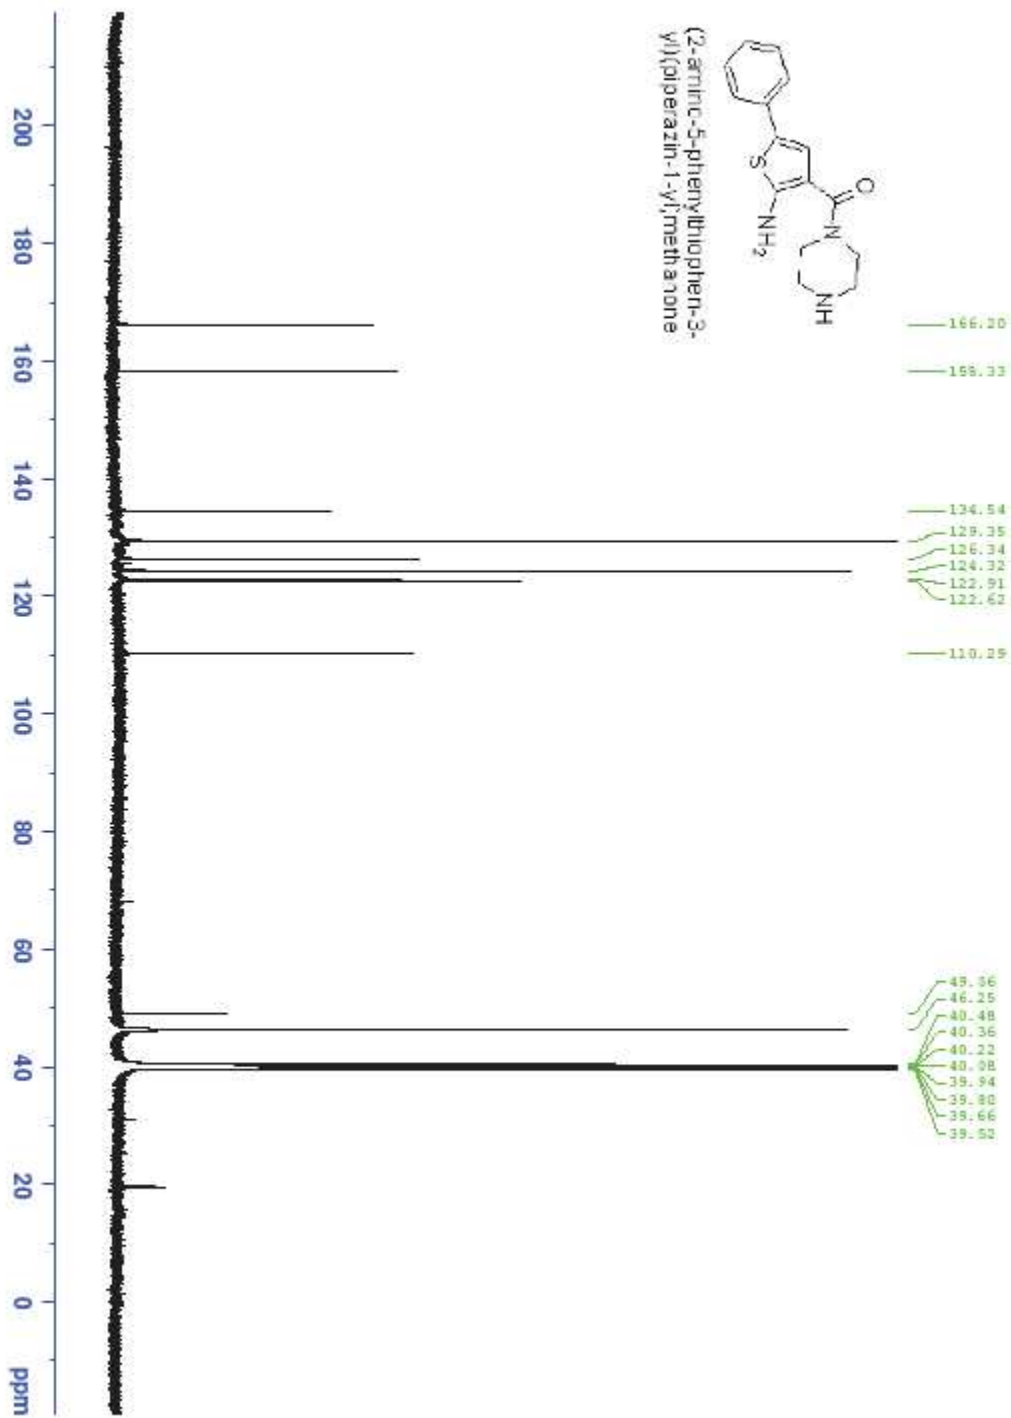 166.20
158.33
134.54
129.35
126.34
124.32
122.91
122.62
110.29
49.36
46.25
40.48
40.36
40.22
40.08
39.94
39.80
39.66
39.52
O
N
NH
S
NH2
(2-amino-5-phenylthiophen-3-
yl)(piperazin-1-yl)methanone
200 180 160 140 120 100 80 60 40 20 0 ppm